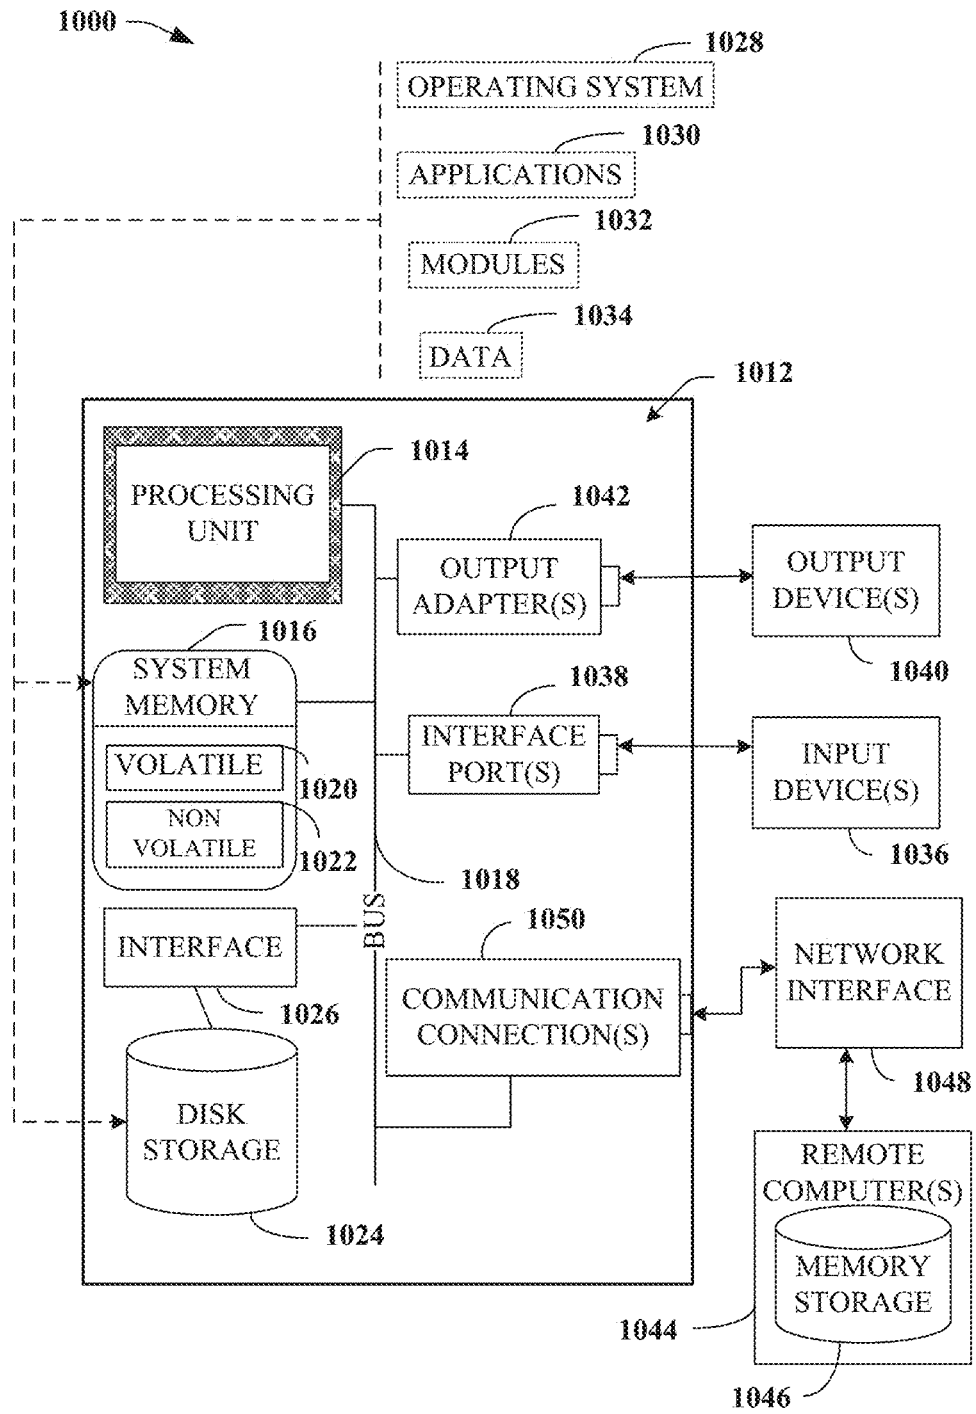 1000
1028
OPERATING SYSTEM
1030
APPLICATIONS
1032
MODULES
1034
DATA
1012
1014
PROCESSING
UNIT
1042
OUTPUT
ADAPTER(S)
OUTPUT
DEVICE(S)
1040
1016
SYSTEM
MEMORY
VOLATILE
1020
NON
VOLATILE
1022
1038
INTERFACE
PORT(S)
INPUT
DEVICE(S)
1036
1018
BUS
INTERFACE
1026
1050
COMMUNICATION
CONNECTION(S)
NETWORK
INTERFACE
1048
DISK
STORAGE
1024
REMOTE
COMPUTER(S)
MEMORY
STORAGE
1044
1046